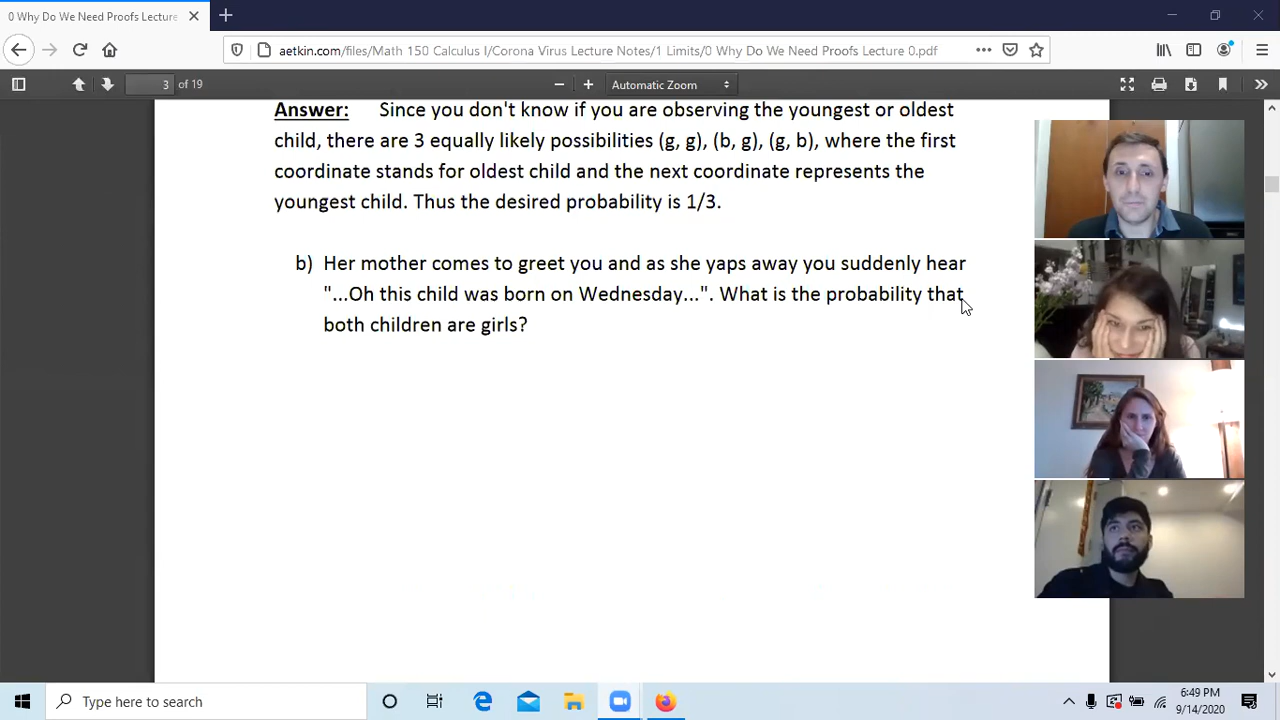 0 Why Do We Need Proofs Lecture
aetkin.com/files/Math 150 Calculus I/Corona Virus Lecture Notes/1 Limits/0 Why Do We Need Proofs Lecture 0.pdf
3 of 19
Automatic Zoom
Answer: Since you don't know if you are observing the youngest or oldest
child, there are 3 equally likely possibilities (g, g), (b, g), (g, b), where the first
coordinate stands for oldest child and the next coordinate represents the
youngest child. Thus the desired probability is 1/3.
b) Her mother comes to greet you and as she yaps away you suddenly hear
"...Oh this child was born on Wednesday...". What is the probability that
both children are girls?
Type here to search
6:49 PM
9/14/2020